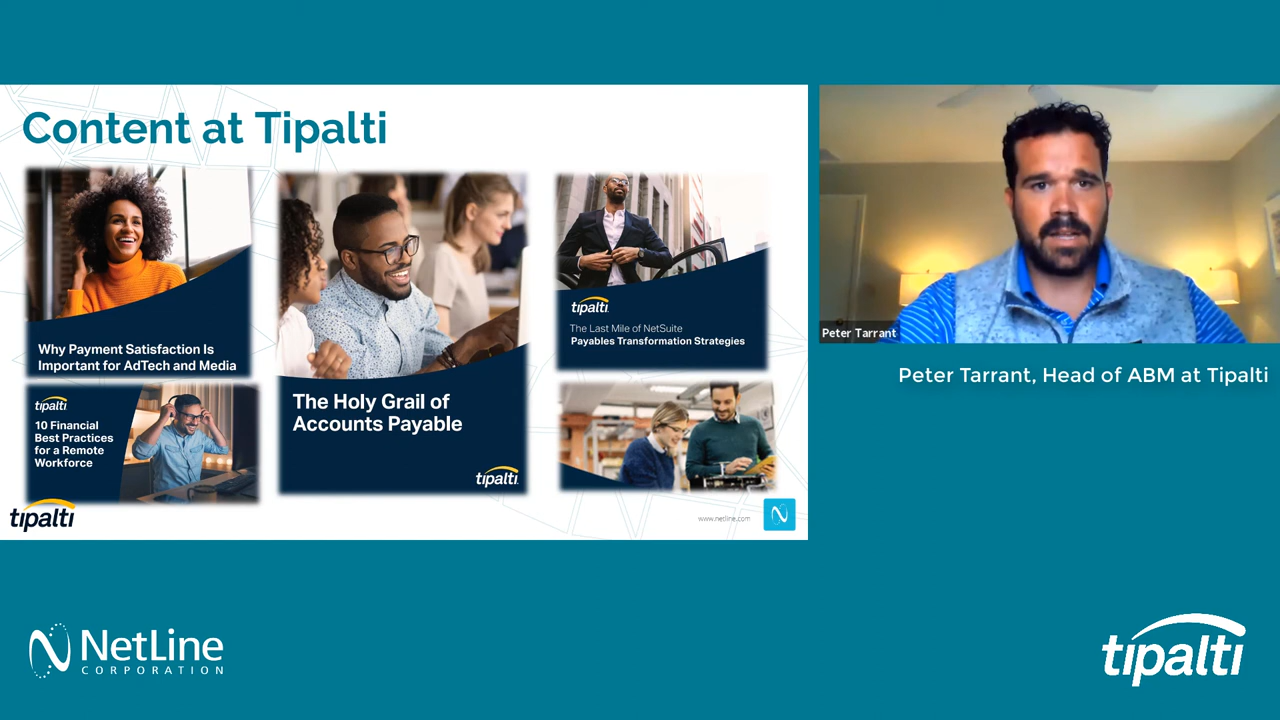 Content at Tipalti
Why Payment Satisfaction Is
Important for AdTech and Media
tipalti
10 Financial
Best Practices
for a Remote
Workforce
The Holy Grail of
Accounts Payable
tipalti
tipalti
The Last Mile of NetSuite
Payables Transformation Strategies
tipalti
www.netline.com
N
Peter Tarrant
Peter Tarrant, Head of ABM at Tipalti
NetLine
CORPORATION
tipalti